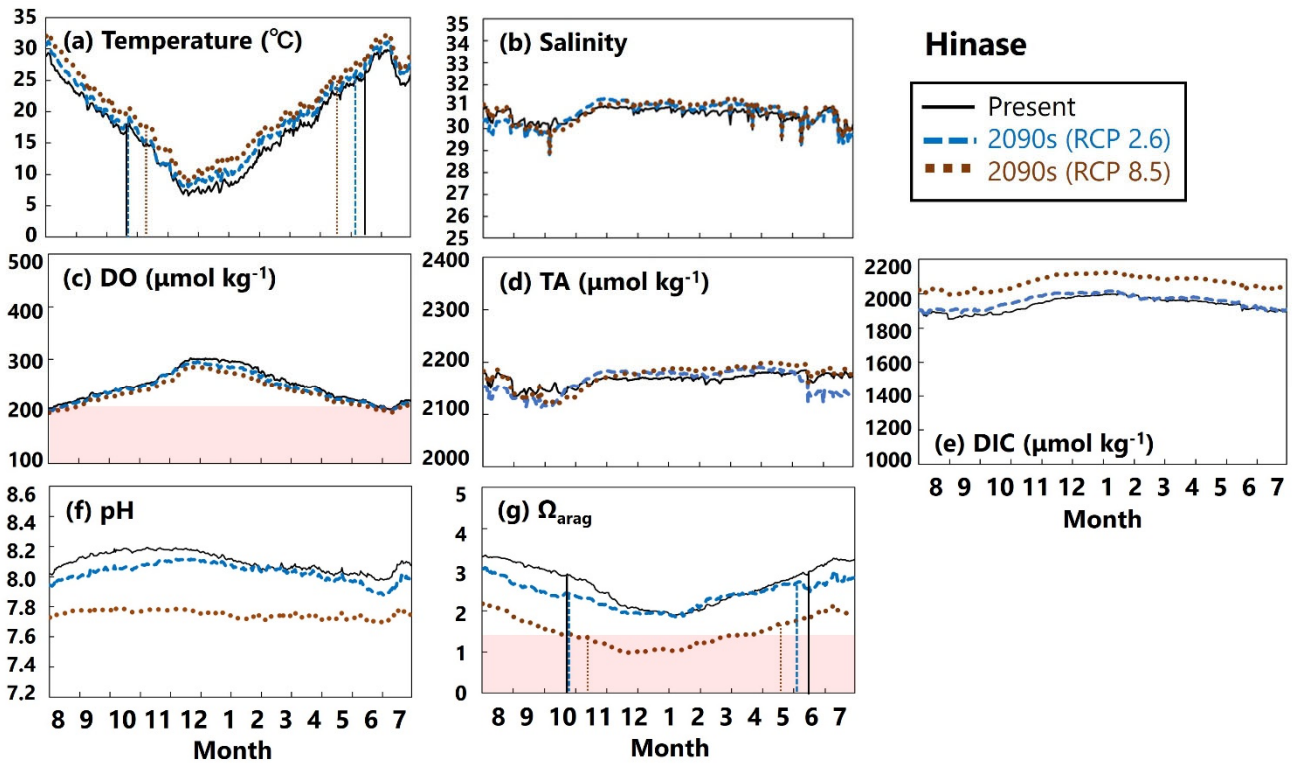 (a) Temperature (℃)
35
30
25
20
15
10
5
0
(b) Salinity
35
34
33
32
31
30
29
28
27
26
25
Hinase
Present
2090s (RCP 2.6)
2090s (RCP 8.5)
(c) DO (μmol kg⁻¹)
500
400
300
200
100
(d) TA (μmol kg⁻¹)
2400
2300
2200
2100
2000
2200
2000
1800
1600
1400
1200
1000
(e) DIC (μmol kg⁻¹)
8 9 10 11 12 1 2 3 4 5 6 7
Month
(f) pH
8.6
8.4
8.2
8.0
7.8
7.6
7.4
7.2
8 9 10 11 12 1 2 3 4 5 6 7
Month
(g) Ωarag
5
4
3
2
1
0
8 9 10 11 12 1 2 3 4 5 6 7
Month